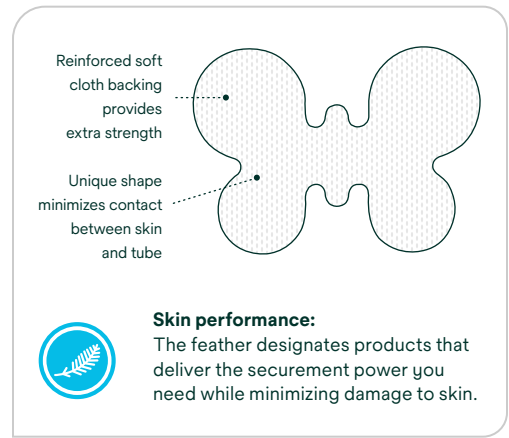 Reinforced soft
cloth backing
provides
extra strength
Unique shape
minimizes contact
between skin
and tube
Skin performance:
The feather designates products that
deliver the securement power you
need while minimizing damage to skin.